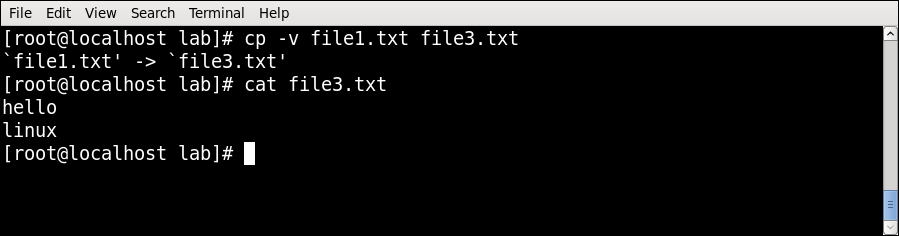 File Edit View Search Terminal Help
[root@localhost lab]# cp -v file1.txt file3.txt
`file1.txt' -> `file3.txt'
[root@localhost lab]# cat file3.txt
hello
linux
[root@localhost lab]#